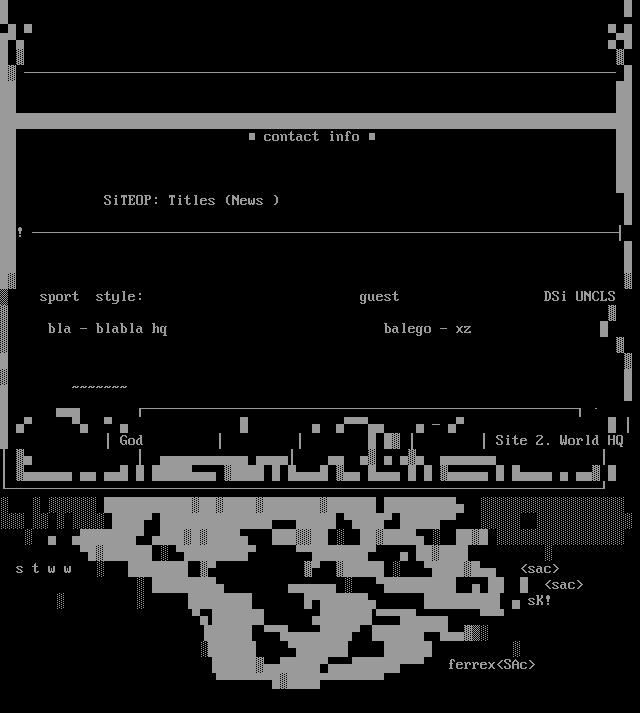 ■ contact info ■
SiTEOP: Titles (News )
!
sport style: guest DSi UNCLS
bla - blabla hq balego - xz
~~~~~~~
God Site 2. World HQ
s t w w <sac>
<sac>
sK!
ferrex<SAc>